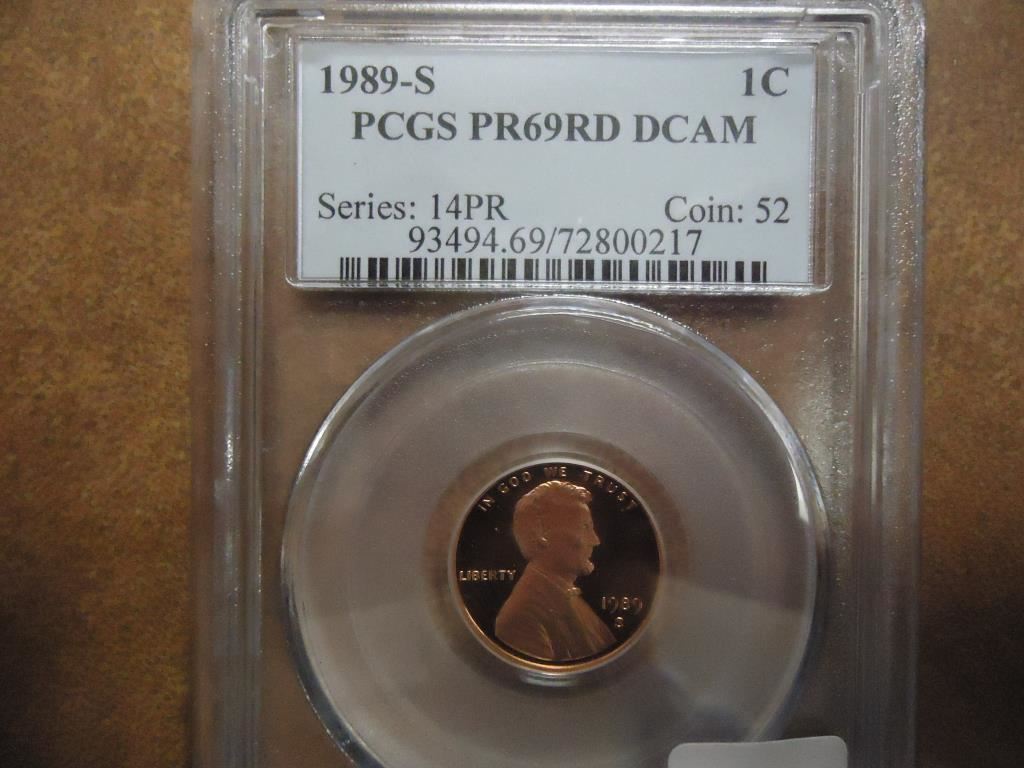 1989-S 1C
PCGS PR69RD DCAM
Series: 14PR Coin: 52
93494.69/72800217
IN GOD WE TRUST
LIBERTY
1989
S